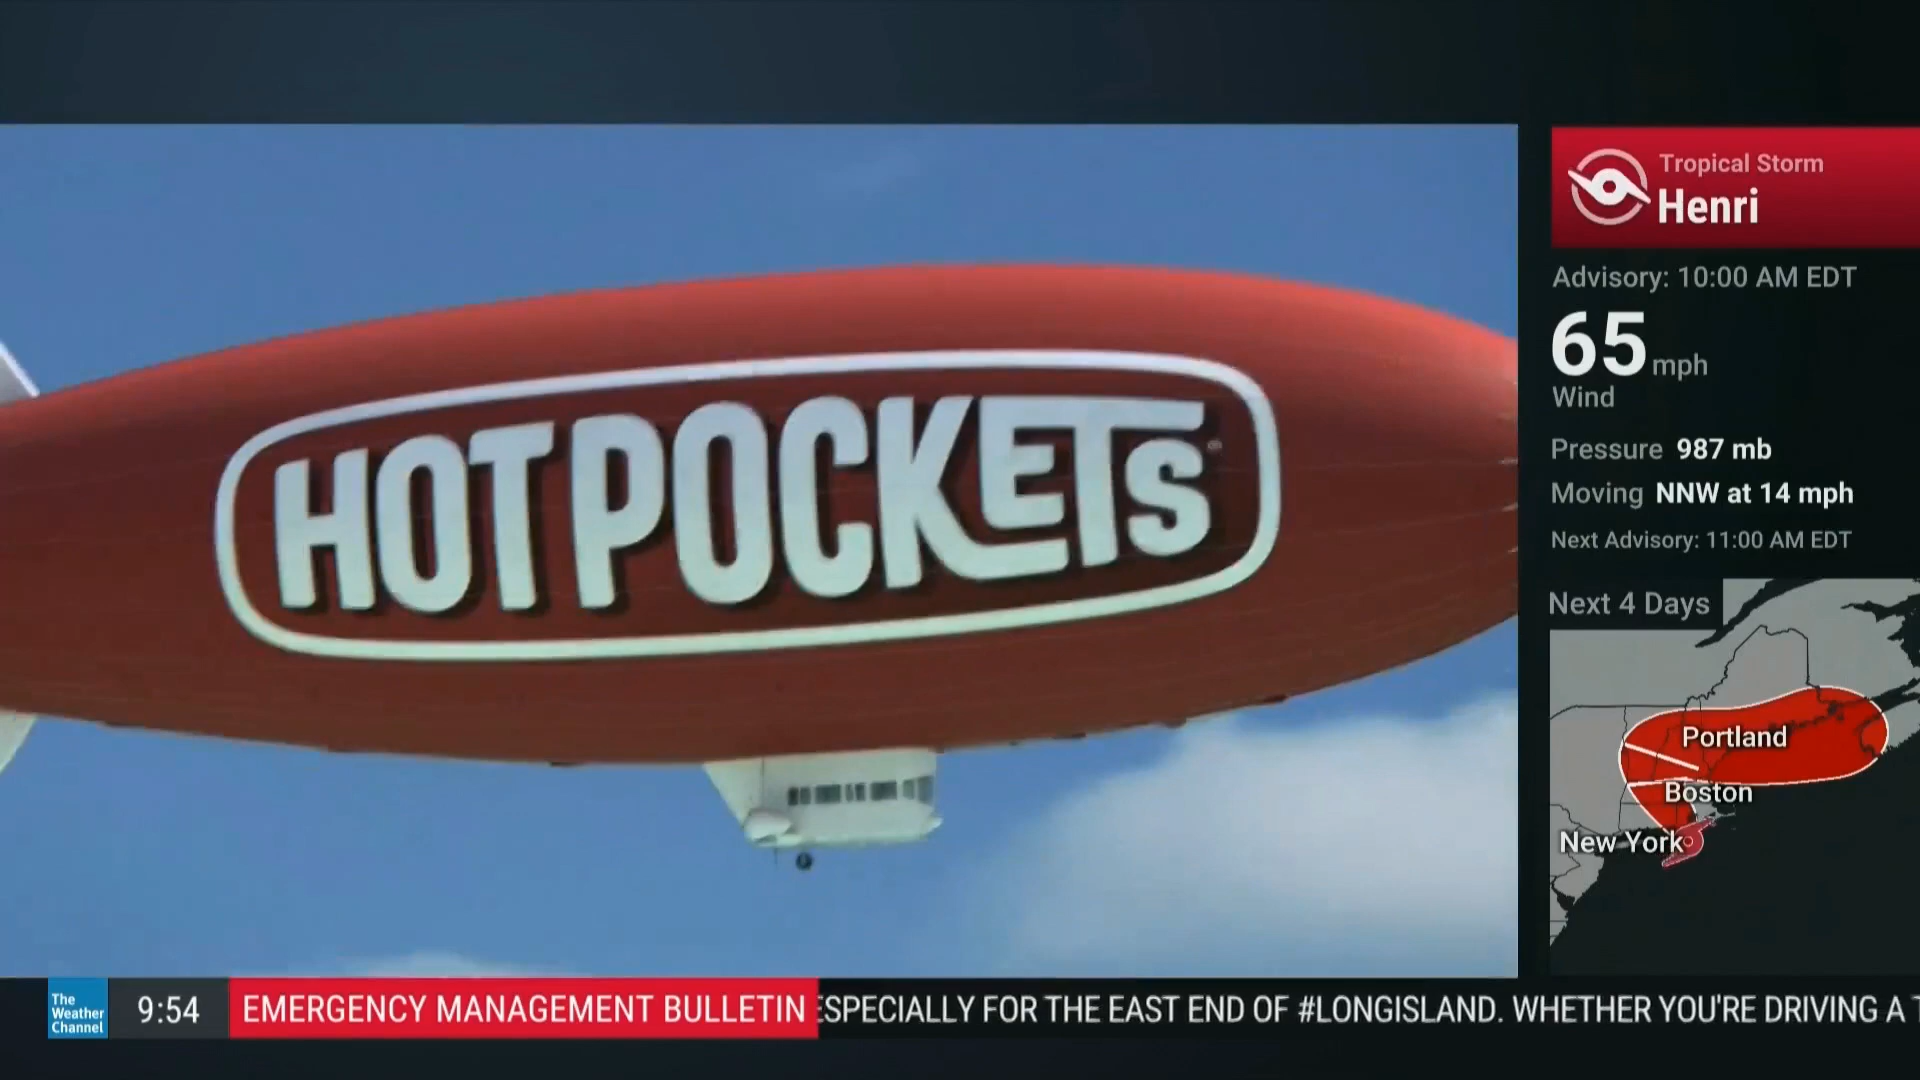 HOT POCKETS
Tropical Storm
Henri
Advisory: 10:00 AM EDT
65 mph
Wind
Pressure 987 mb
Moving NNW at 14 mph
Next Advisory: 11:00 AM EDT
Next 4 Days
Portland
Boston
New York
The
Weather
Channel
9:54
EMERGENCY MANAGEMENT BULLETIN
ESPECIALLY FOR THE EAST END OF #LONGISLAND. WHETHER YOU'RE DRIVING A